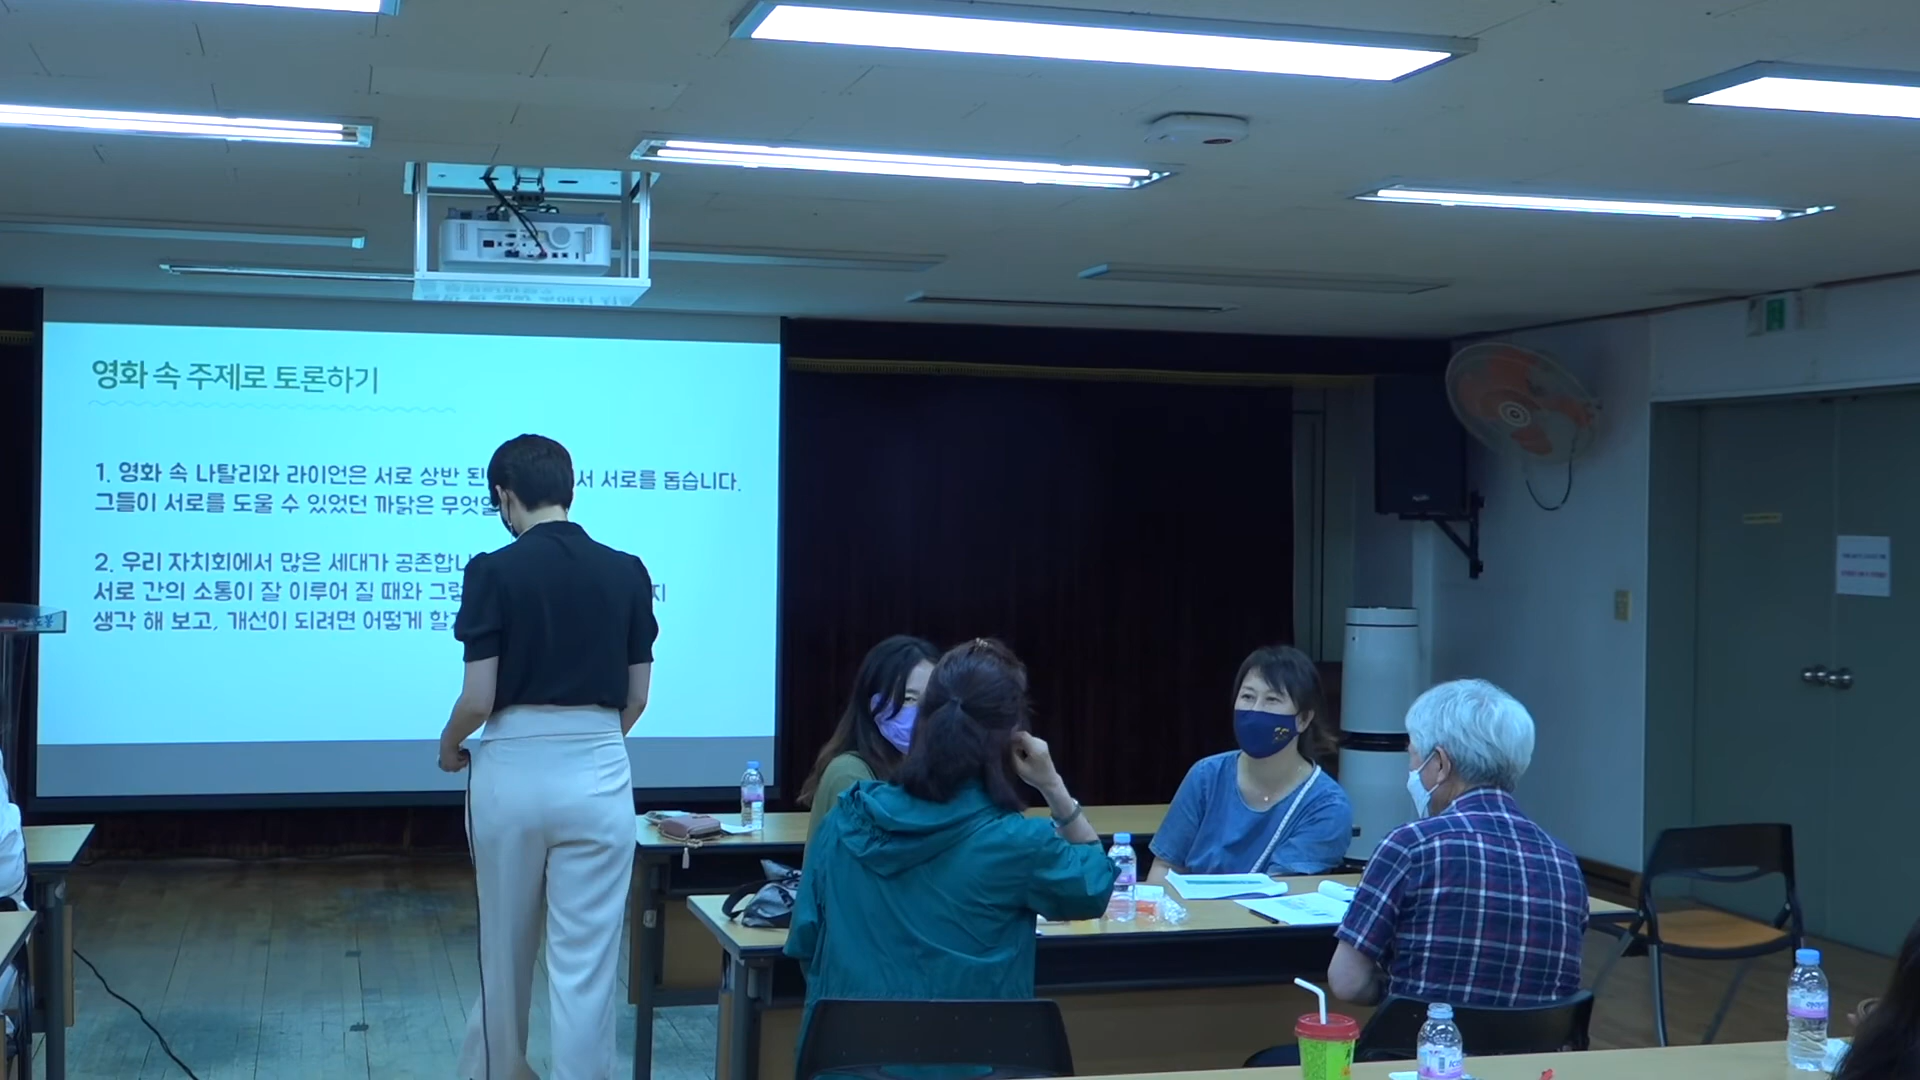 영화 속 주제로 토론하기
1. 영화 속 나탈리와 라이언은 서로 상반 된 서 서로를 돕습니다.
그들이 서로를 도울 수 있었던 까닭은 무엇일
2. 우리 자치회에서 많은 세대가 공존합니
서로 간의 소통이 잘 이루어 질 때와 그렇 지
생각 해 보고, 개선이 되려면 어떻게 할